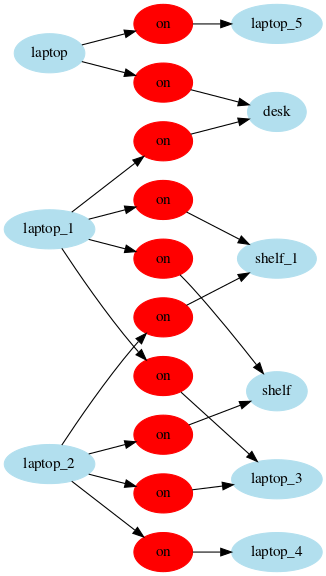 on
laptop_5
laptop
on
desk
on
on
laptop_1
on
shelf_1
on
on
shelf
on
laptop_2
on
laptop_3
on
laptop_4